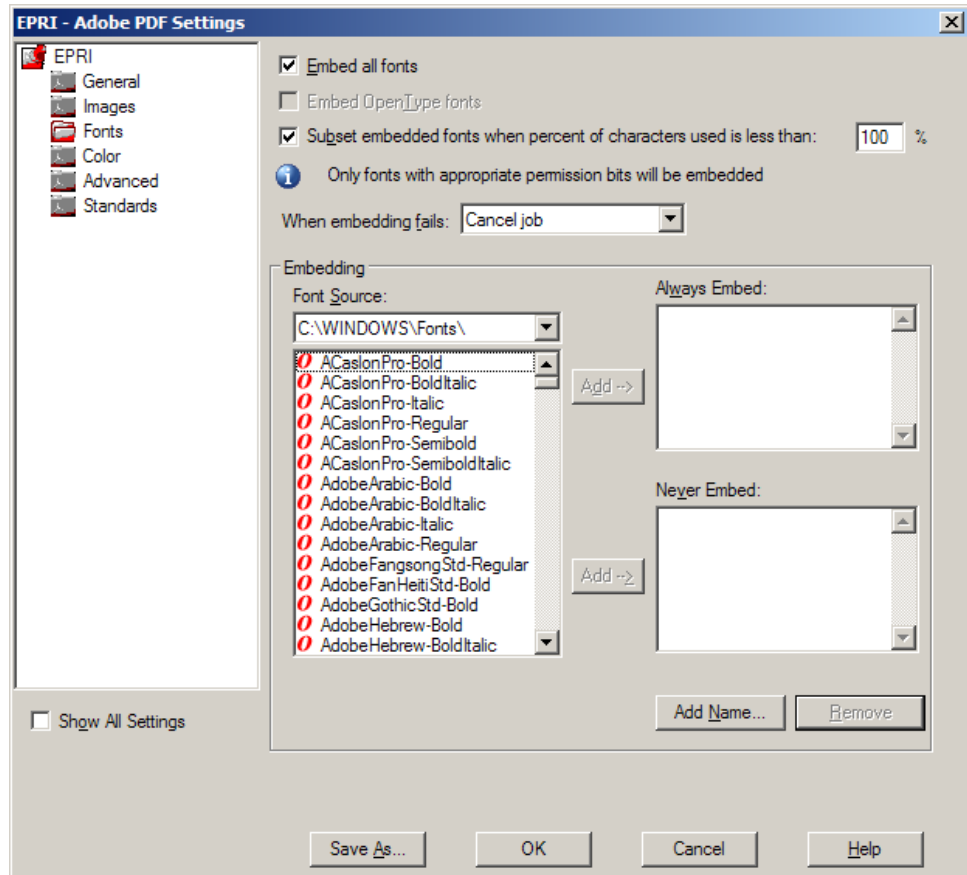 EPRI - Adobe PDF Settings
EPRI
General
Images
Fonts
Color
Advanced
Standards
Show All Settings
Embed all fonts
Embed OpenType fonts
Subset embedded fonts when percent of characters used is less than: 100 %
Only fonts with appropriate permission bits will be embedded
When embedding fails: Cancel job
Embedding
Font Source:
C:\WINDOWS\Fonts\
ACaslonPro-Bold
ACaslonPro-BoldItalic
ACaslonPro-Italic
ACaslonPro-Regular
ACaslonPro-Semibold
ACaslonPro-SemiboldItalic
AdobeArabic-Bold
AdobeArabic-BoldItalic
AdobeArabic-Italic
AdobeArabic-Regular
AdobeFangsongStd-Regular
AdobeFanHeitiStd-Bold
AdobeGothicStd-Bold
AdobeHebrew-Bold
AdobeHebrew-BoldItalic
Add -->
Add -->
Always Embed:
Never Embed:
Add Name...
Remove
Save As...
OK
Cancel
Help